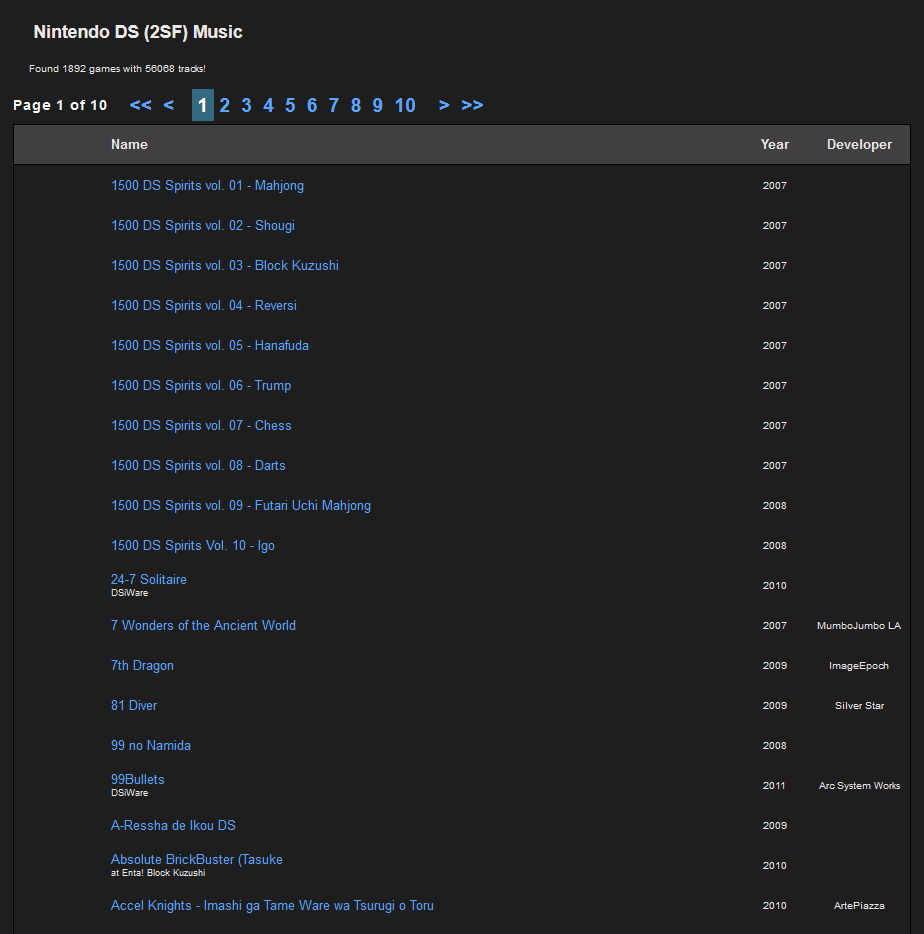 Nintendo DS (2SF) Music
Found 1892 games with 56068 tracks!
Page 1 of 10 << < 1 2 3 4 5 6 7 8 9 10 > >>
Name Year Developer
1500 DS Spirits vol. 01 - Mahjong 2007
1500 DS Spirits vol. 02 - Shougi 2007
1500 DS Spirits vol. 03 - Block Kuzushi 2007
1500 DS Spirits vol. 04 - Reversi 2007
1500 DS Spirits vol. 05 - Hanafuda 2007
1500 DS Spirits vol. 06 - Trump 2007
1500 DS Spirits vol. 07 - Chess 2007
1500 DS Spirits vol. 08 - Darts 2007
1500 DS Spirits vol. 09 - Futari Uchi Mahjong 2008
1500 DS Spirits Vol. 10 - Igo 2008
24-7 Solitaire 2010
DSiWare
7 Wonders of the Ancient World 2007 MumboJumbo LA
7th Dragon 2009 ImageEpoch
81 Diver 2009 Silver Star
99 no Namida 2008
99Bullets 2011 Arc System Works
DSiWare
A-Ressha de Ikou DS 2009
Absolute BrickBuster (Tasuke 2010
at Enta! Block Kuzushi
Accel Knights - Imashi ga Tame Ware wa Tsurugi o Toru 2010 ArtePiazza